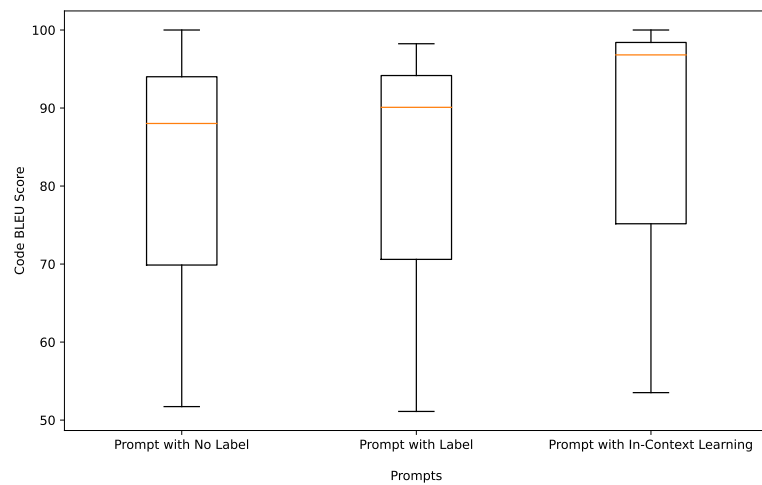 100
90
80
70
60
50
Code BLEU Score
Prompt with No Label
Prompt with Label
Prompt with In-Context Learning
Prompts